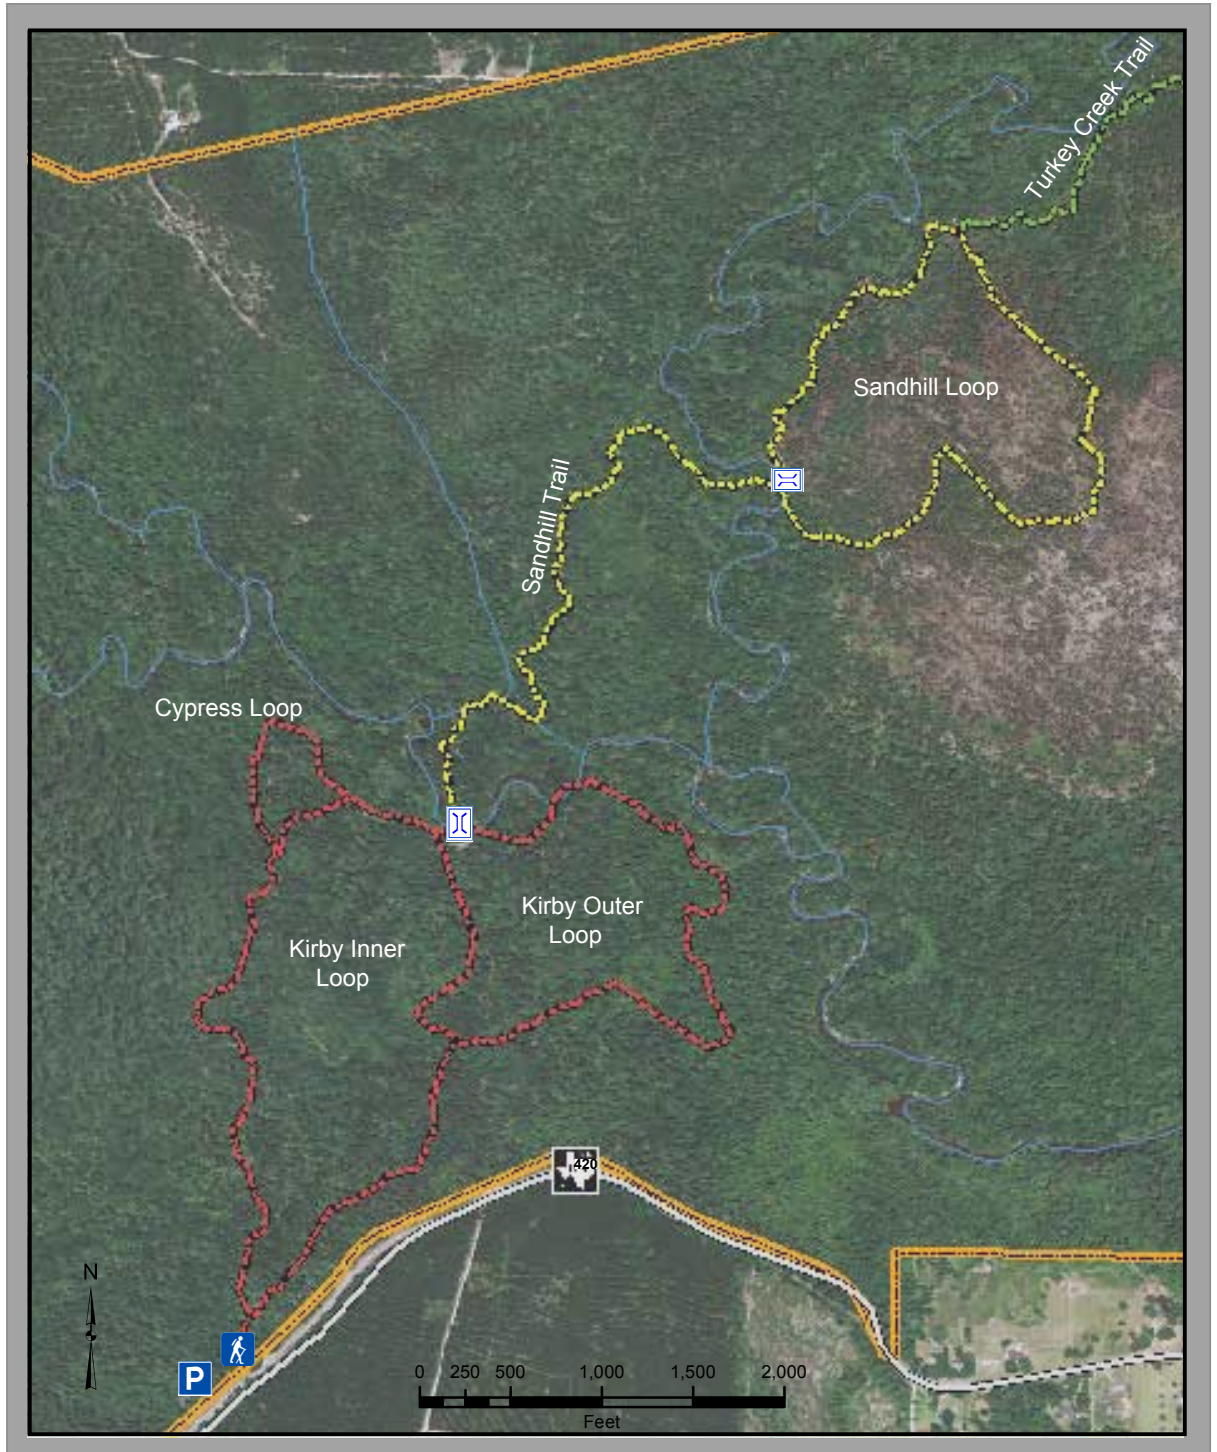 Turkey Creek Trail
Sandhill Loop
Sandhill Trail
Cypress Loop
Kirby Outer
Loop
Kirby Inner
Loop
420
N
P
0 250 500 1,000 1,500 2,000
Feet